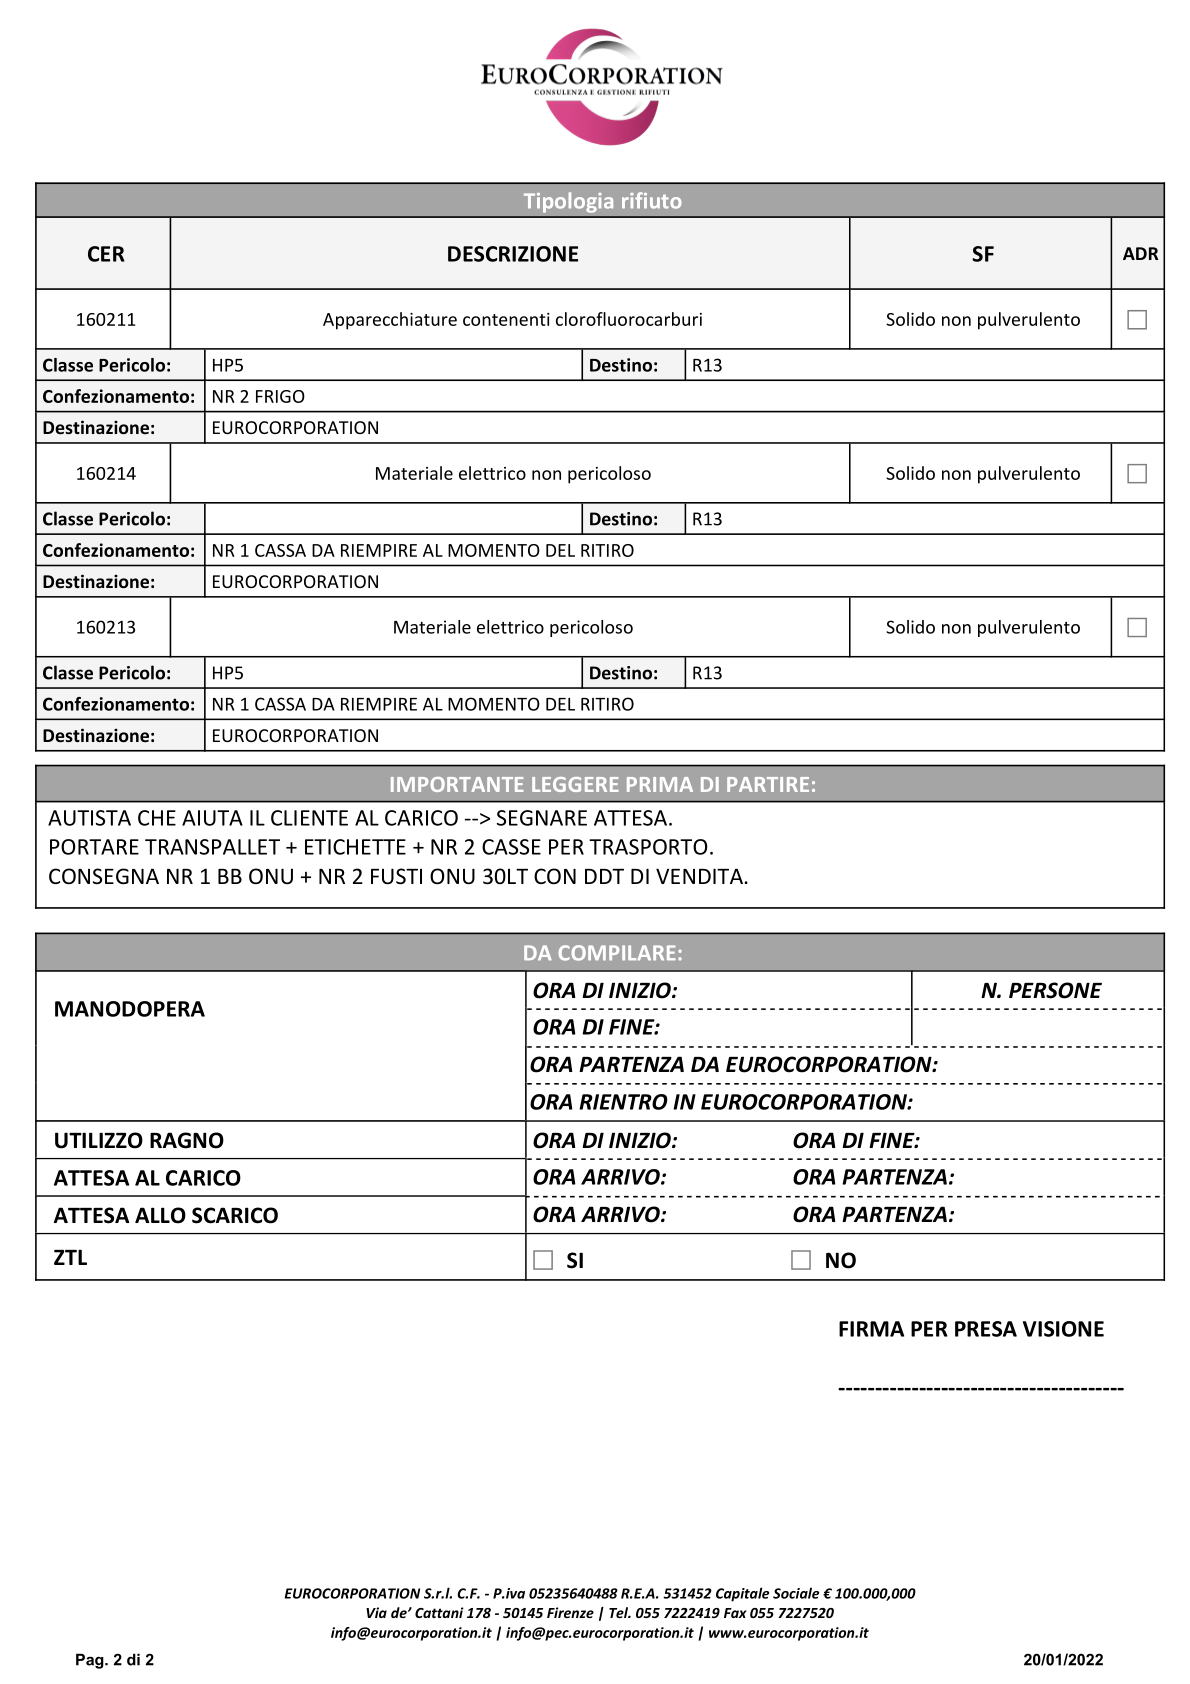 EUROCORPORATION
CONSULENZA E GESTIONE RIFIUTI
Tipologia rifiuto
CER DESCRIZIONE SF ADR
160211 Apparecchiature contenenti clorofluorocarburi Solido non pulverulento
Classe Pericolo: HP5 Destino: R13
Confezionamento: NR 2 FRIGO
Destinazione: EUROCORPORATION
160214 Materiale elettrico non pericoloso Solido non pulverulento
Classe Pericolo: Destino: R13
Confezionamento: NR 1 CASSA DA RIEMPIRE AL MOMENTO DEL RITIRO
Destinazione: EUROCORPORATION
160213 Materiale elettrico pericoloso Solido non pulverulento
Classe Pericolo: HP5 Destino: R13
Confezionamento: NR 1 CASSA DA RIEMPIRE AL MOMENTO DEL RITIRO
Destinazione: EUROCORPORATION
IMPORTANTE LEGGERE PRIMA DI PARTIRE:
AUTISTA CHE AIUTA IL CLIENTE AL CARICO --> SEGNARE ATTESA.
PORTARE TRANSPALLET + ETICHETTE + NR 2 CASSE PER TRASPORTO.
CONSEGNA NR 1 BB ONU + NR 2 FUSTI ONU 30LT CON DDT DI VENDITA.
DA COMPILARE:
MANODOPERA
ORA DI INIZIO: N. PERSONE
ORA DI FINE:
ORA PARTENZA DA EUROCORPORATION:
ORA RIENTRO IN EUROCORPORATION:
UTILIZZO RAGNO ORA DI INIZIO: ORA DI FINE:
ATTESA AL CARICO ORA ARRIVO: ORA PARTENZA:
ATTESA ALLO SCARICO ORA ARRIVO: ORA PARTENZA:
ZTL SI NO
FIRMA PER PRESA VISIONE
---------------------------------------
EUROCORPORATION S.r.l. C.F. - P.iva 05235640488 R.E.A. 531452 Capitale Sociale € 100.000,000
Via de’ Cattani 178 - 50145 Firenze | Tel. 055 7222419 Fax 055 7227520
info@eurocorporation.it | info@pec.eurocorporation.it | www.eurocorporation.it
Pag. 2 di 2 20/01/2022